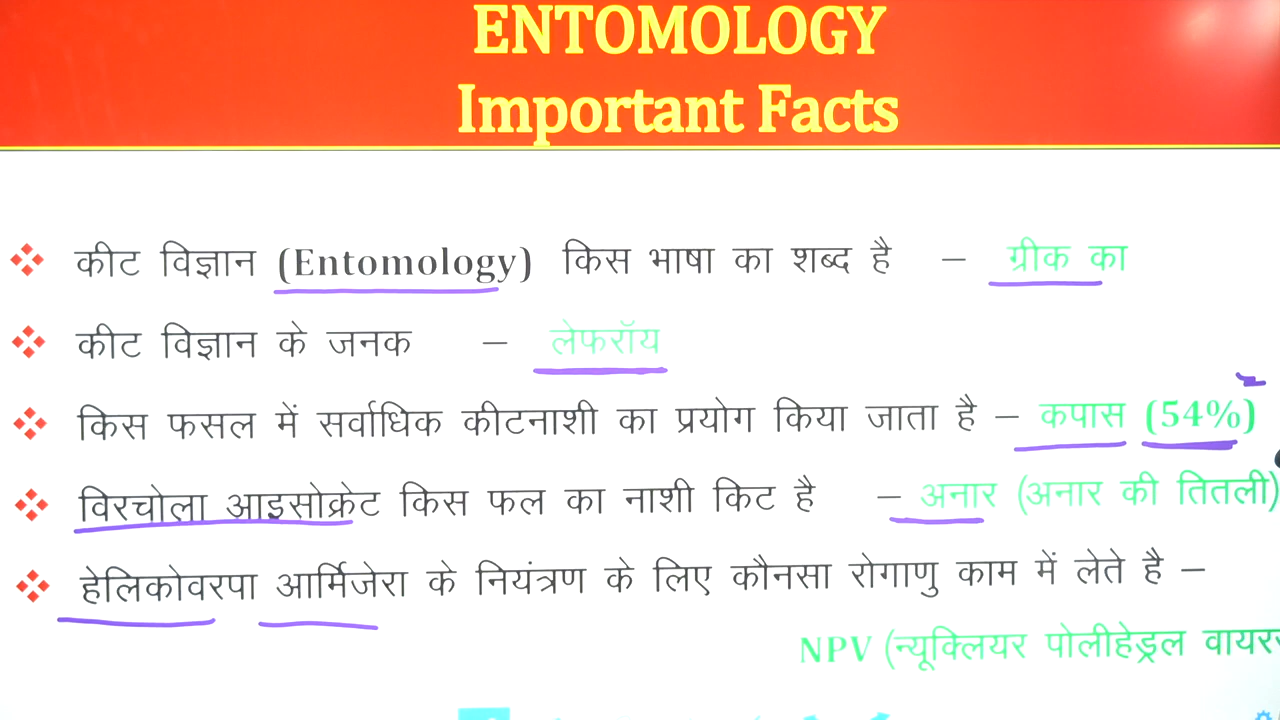 ENTOMOLOGY
Important Facts
कीट विज्ञान (Entomology) किस भाषा का शब्द है – ग्रीक का
कीट विज्ञान के जनक – लेफरॉय
किस फसल में सर्वाधिक कीटनाशी का प्रयोग किया जाता है – कपास (54%)
विरचोला आइसोक्रेट किस फल का नाशी किट है – अनार (अनार की तितली)
हेलिकोवरपा आर्मिजेरा के नियंत्रण के लिए कौनसा रोगाणु काम में लेते है –
NPV (न्यूक्लियर पोलीहेड्रल